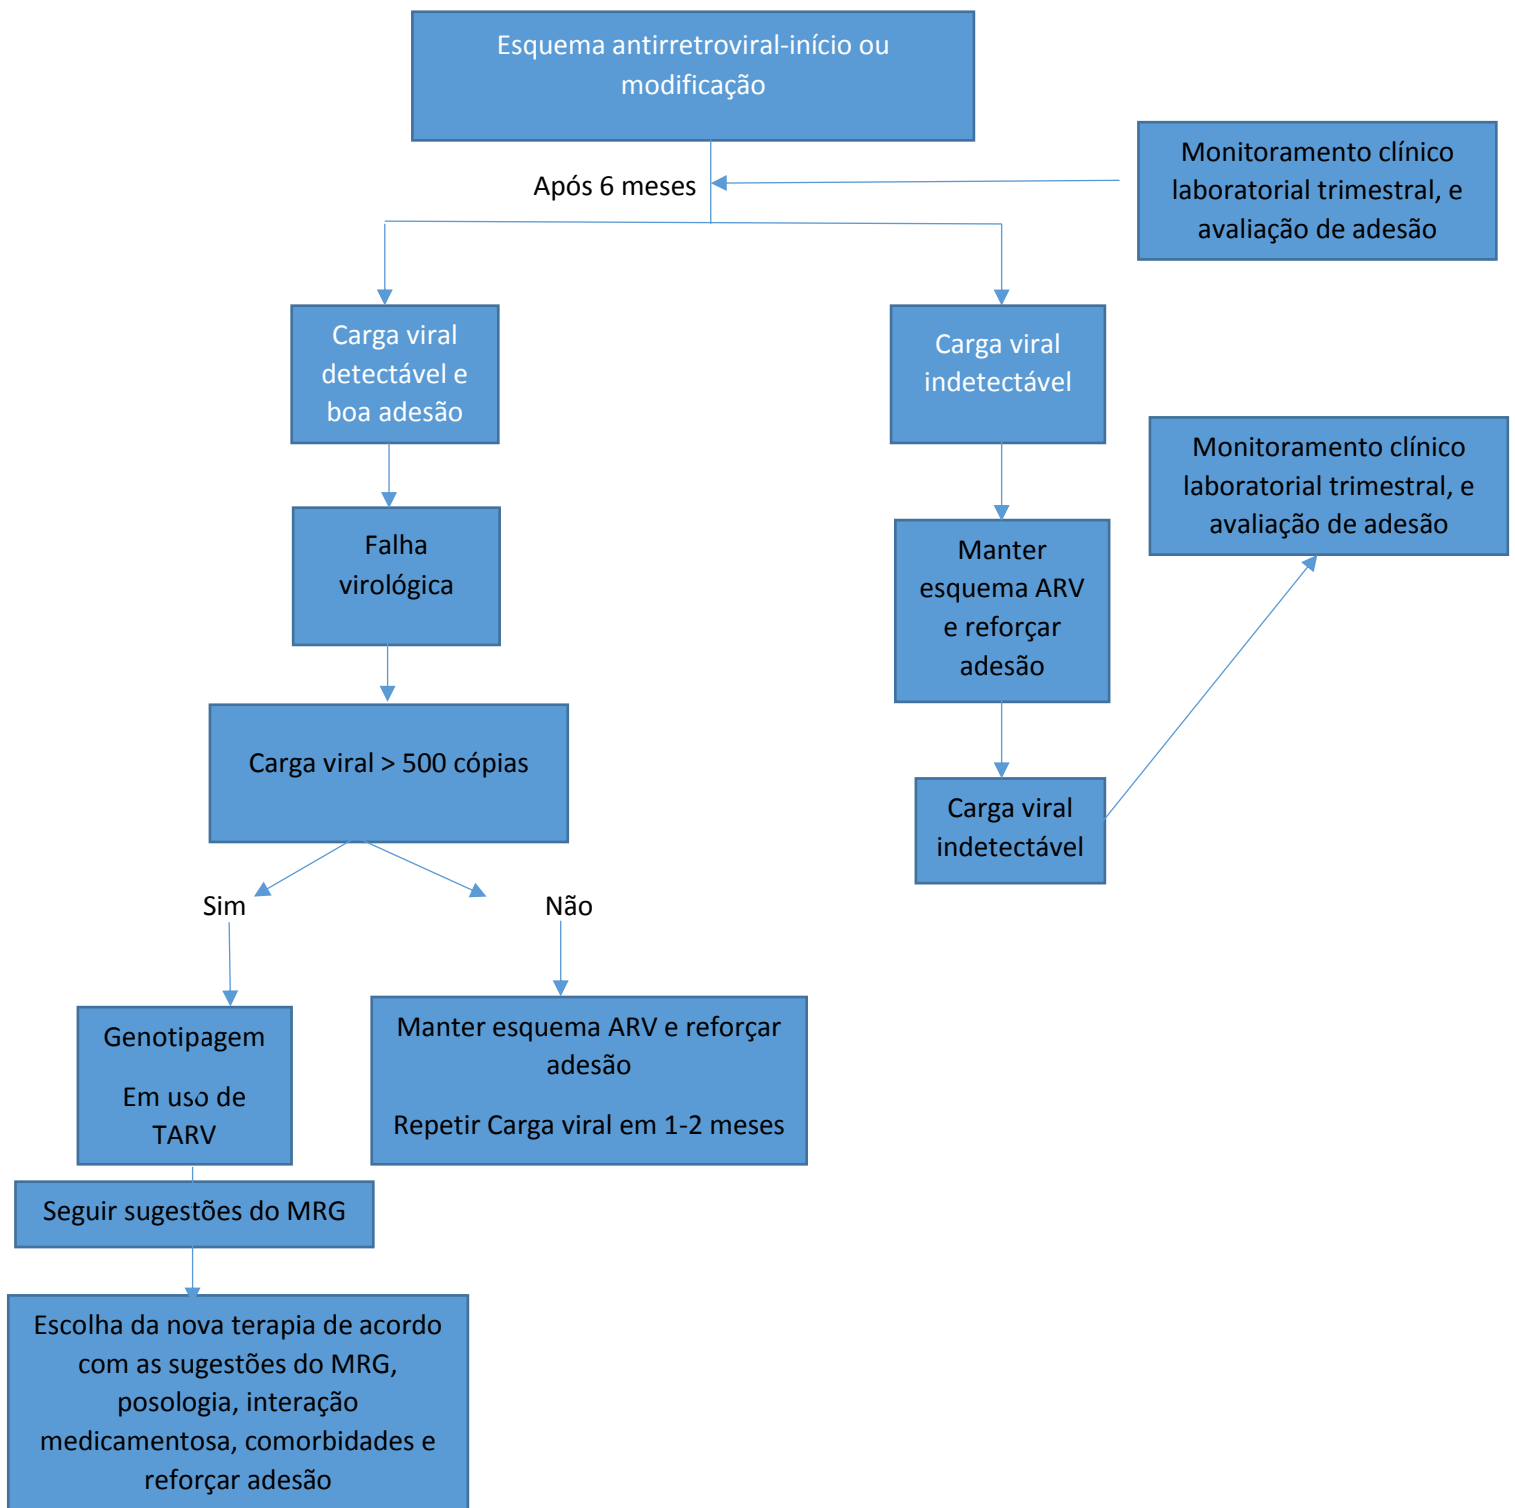 Esquema antirretroviral-início ou
modificação
Monitoramento clínico
laboratorial trimestral, e
avaliação de adesão
Após 6 meses
Carga viral
detectável e
boa adesão
Carga viral
indetectável
Monitoramento clínico
laboratorial trimestral, e
avaliação de adesão
Falha
virológica
Manter
esquema ARV
e reforçar
adesão
Carga viral > 500 cópias
Carga viral
indetectável
Sim
Não
Genotipagem
Em uso de
TARV
Manter esquema ARV e reforçar
adesão
Repetir Carga viral em 1-2 meses
Seguir sugestões do MRG
Escolha da nova terapia de acordo
com as sugestões do MRG,
posologia, interação
medicamentosa, comorbidades e
reforçar adesão